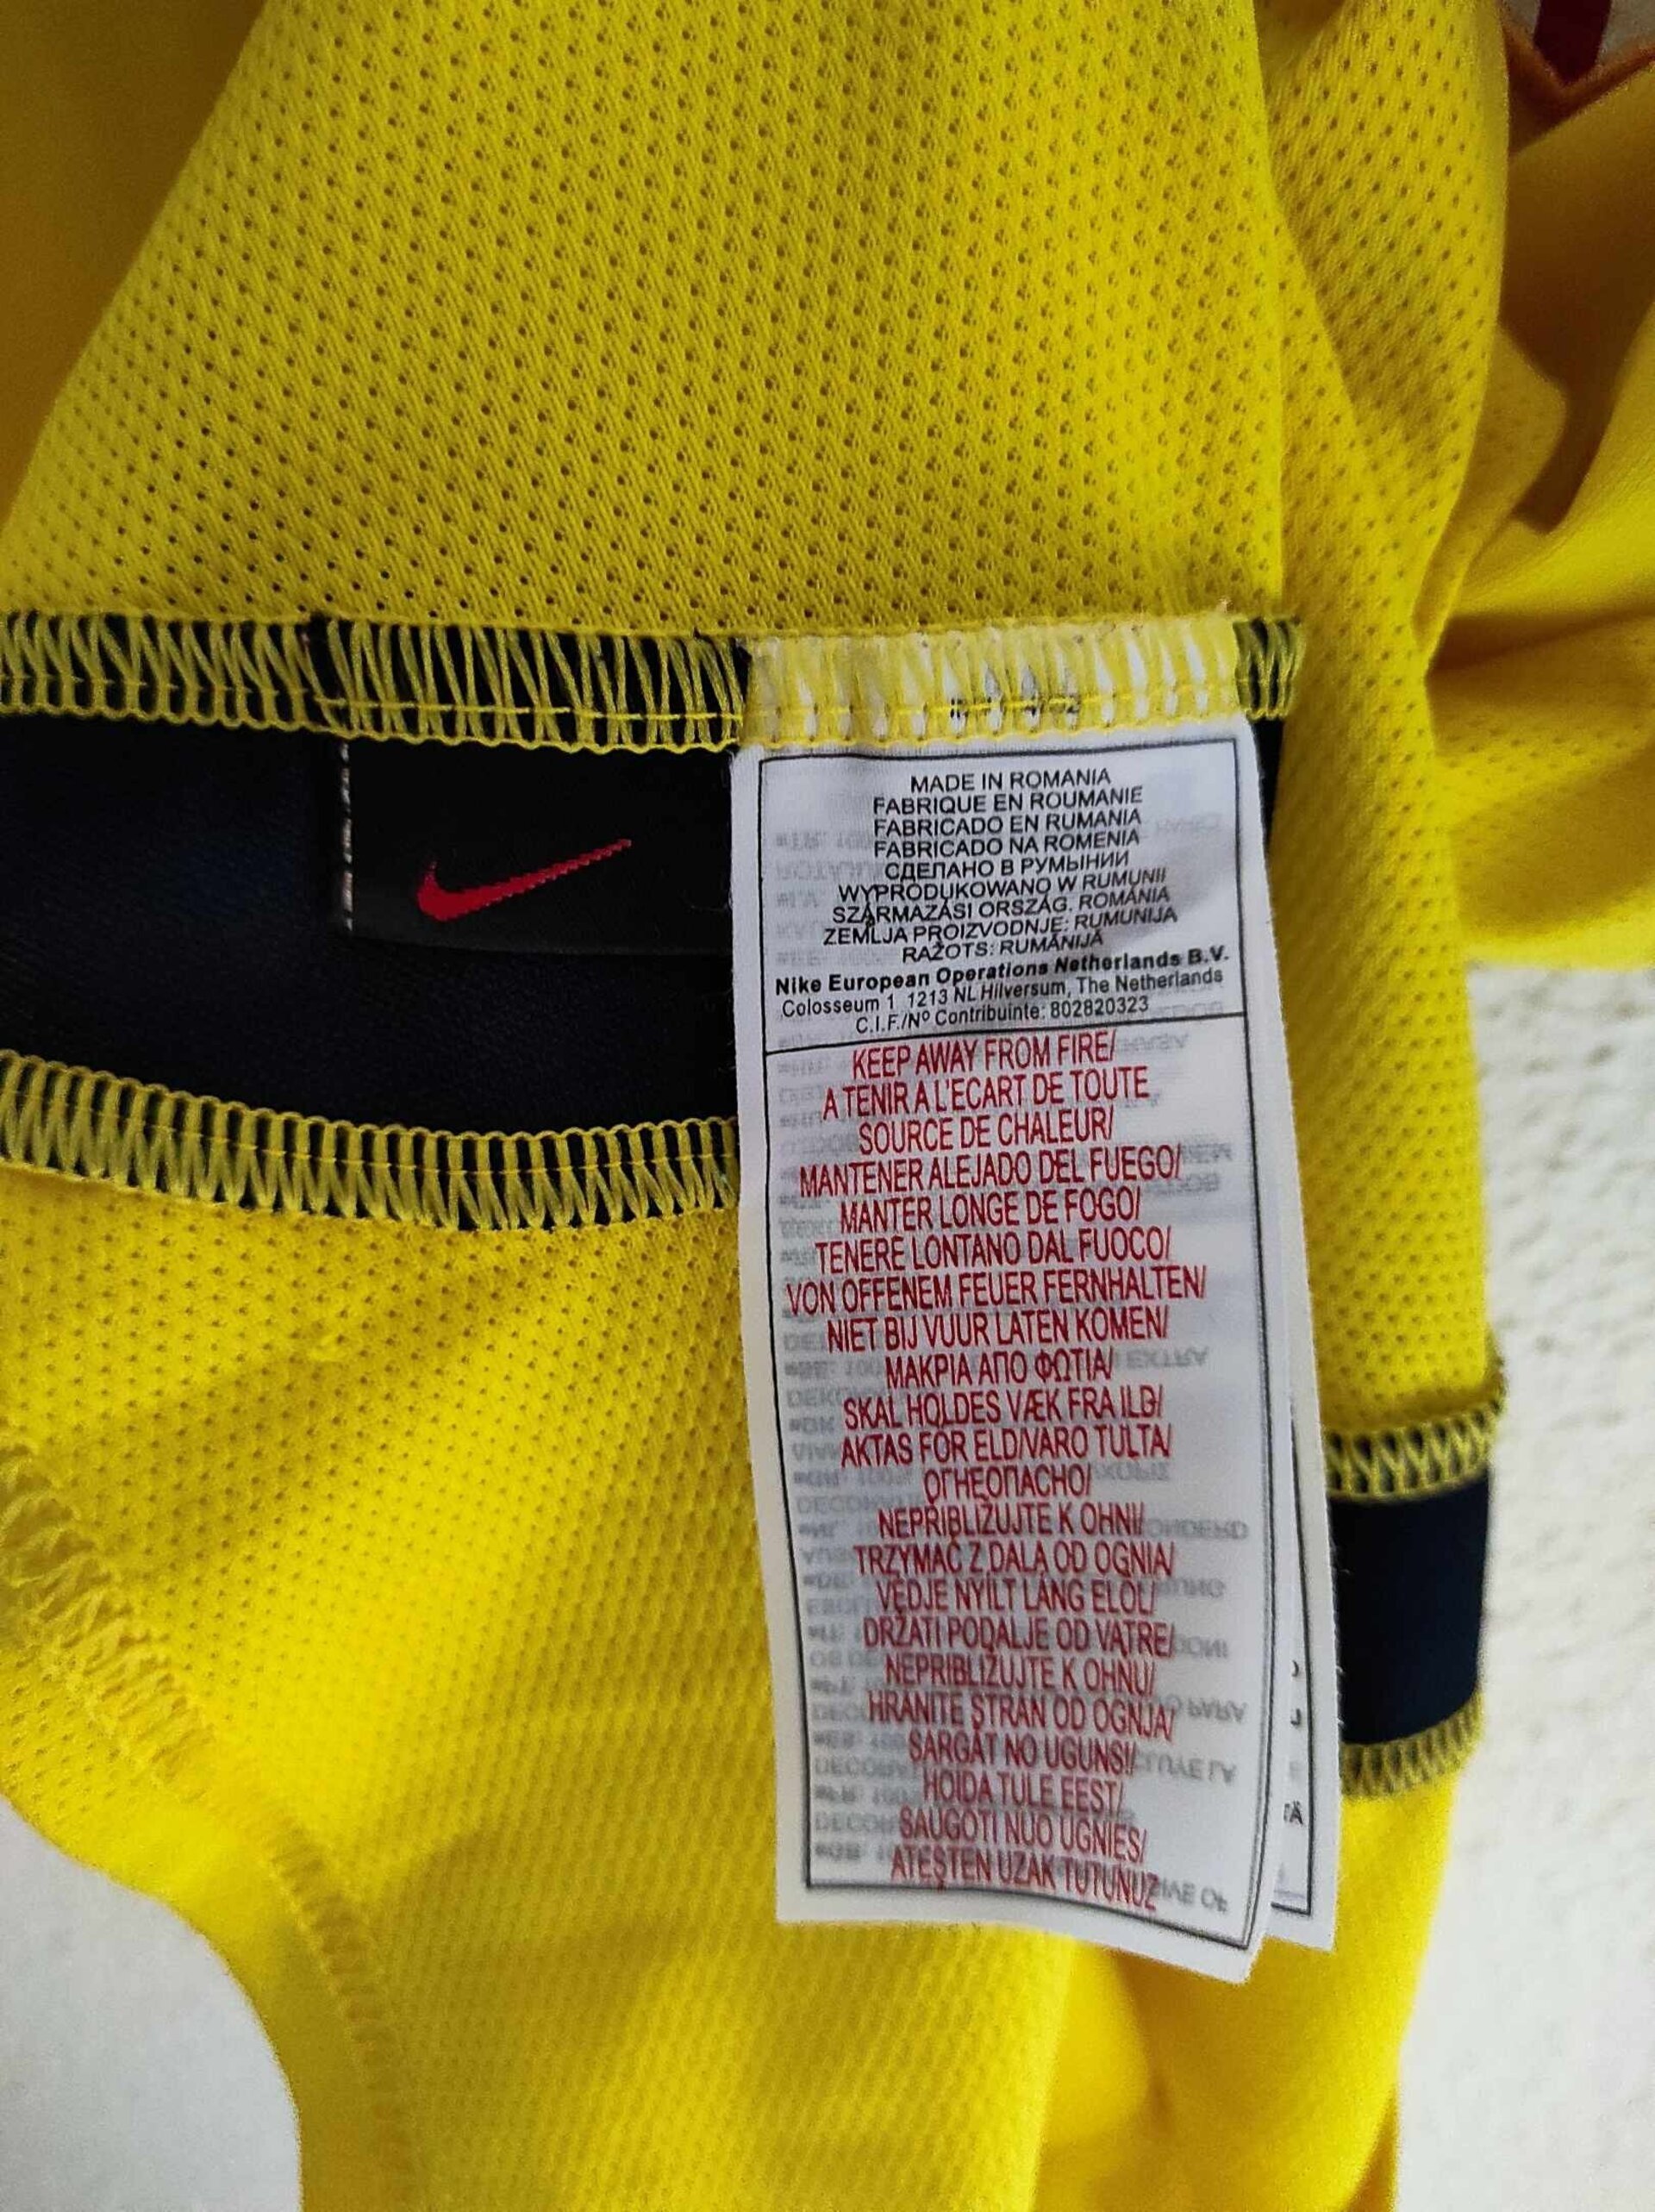 MADE IN ROMANIA
FABRIQUE EN ROUMANIE
FABRICADO EN RUMANIA
FABRICADO NA ROMENIA
СДЕЛАНО В РУМЫНИИ
WYPRODUKOWANO W RUMUNII
SZÁRMAZÁSI ORSZÁG. ROMÁNIA
ZEMLJA PROIZVODNJE: RUMUNIJA
RAŽOTS: RUMĀNIJĀ
Nike European Operations Netherlands B.V.
Colosseum 1 1213 NL Hilversum, The Netherlands
C.I.F./Nº Contribuinte: 802820323
KEEP AWAY FROM FIRE/
A TENIR A L'ECART DE TOUTE
SOURCE DE CHALEUR/
MANTENER ALEJADO DEL FUEGO/
MANTER LONGE DE FOGO/
TENERE LONTANO DAL FUOCO/
VON OFFENEM FEUER FERNHALTEN/
NIET BIJ VUUR LATEN KOMEN/
ΜΑΚΡΙΑ ΑΠΟ ΦΩΤΙΑ/
SKAL HOLDES VÆK FRA ILD/
AKTAS FÖR ELD/VARO TULTA/
ОГНЕОПАСНО/
NEPŘIBLIŽUJTE K OHNI/
TRZYMAĆ Z DALA OD OGNIA/
VÉDJE NYÍLT LÁNG ELŐL/
DRŽATI PODALJE OD VATRE/
NEPRIBLIŽUJTE K OHŇU/
HRANITE STRAN OD OGNJA/
SARGĀT NO UGUNS!/
HOIDA TULE EEST/
SAUGOTI NUO UGNIES/
ATEŞTEN UZAK TUTUNUZ